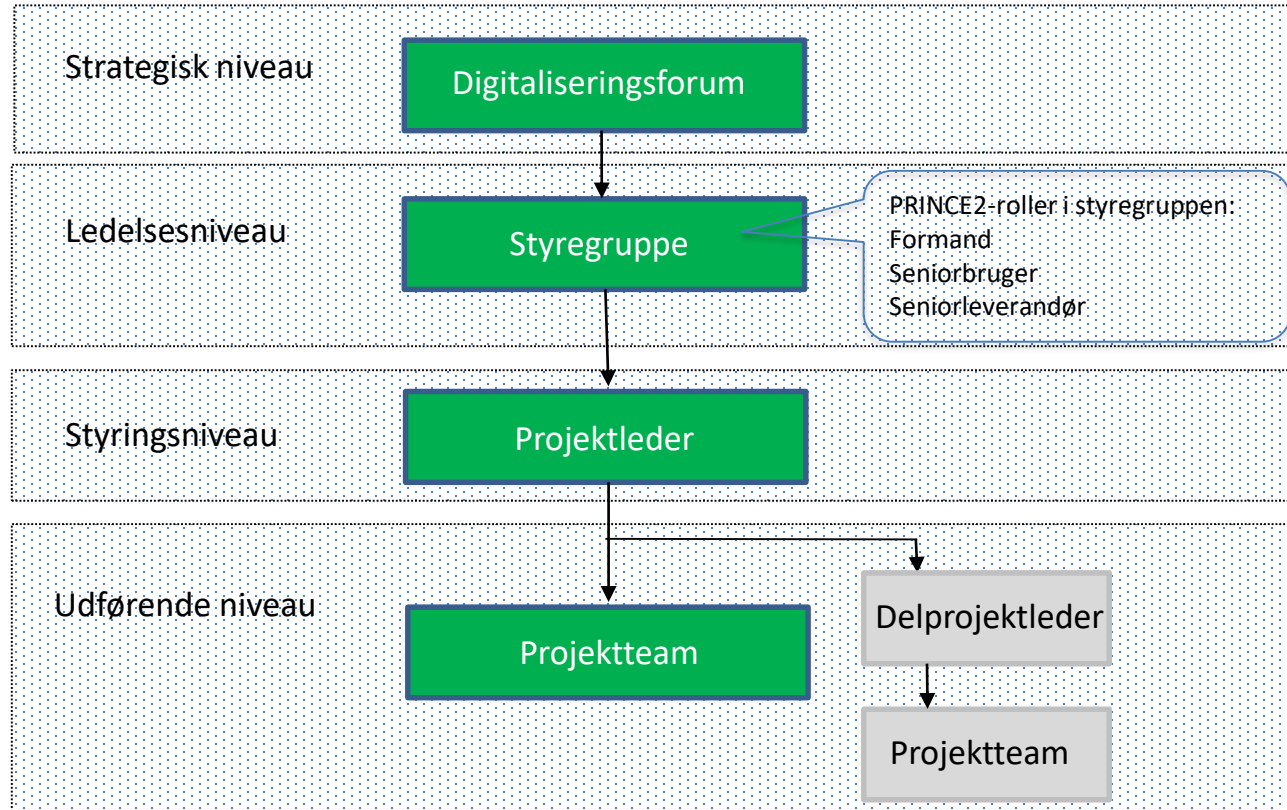 Strategisk niveau
Digitaliseringsforum
Ledelsesniveau
Styregruppe
PRINCE2-roller i styregruppen:
Formand
Seniorbruger
Seniorleverandør
Styringsniveau
Projektleder
Udførende niveau
Projektteam
Delprojektleder
Projektteam